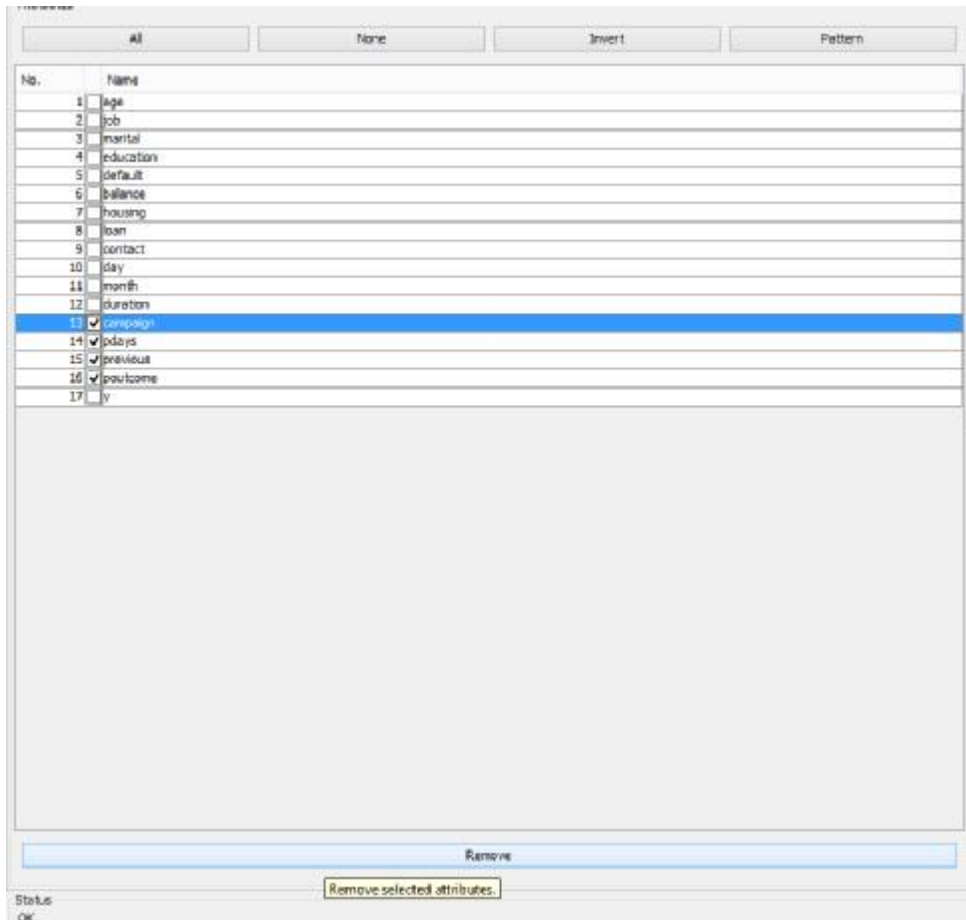 All None Invert Pattern
No. Name
1 age
2 job
3 marital
4 education
5 default
6 balance
7 housing
8 loan
9 contact
10 day
11 month
12 duration
13 campaign
14 pdays
15 previous
16 poutcome
17 y
Remove
Remove selected attributes.
Status
OK